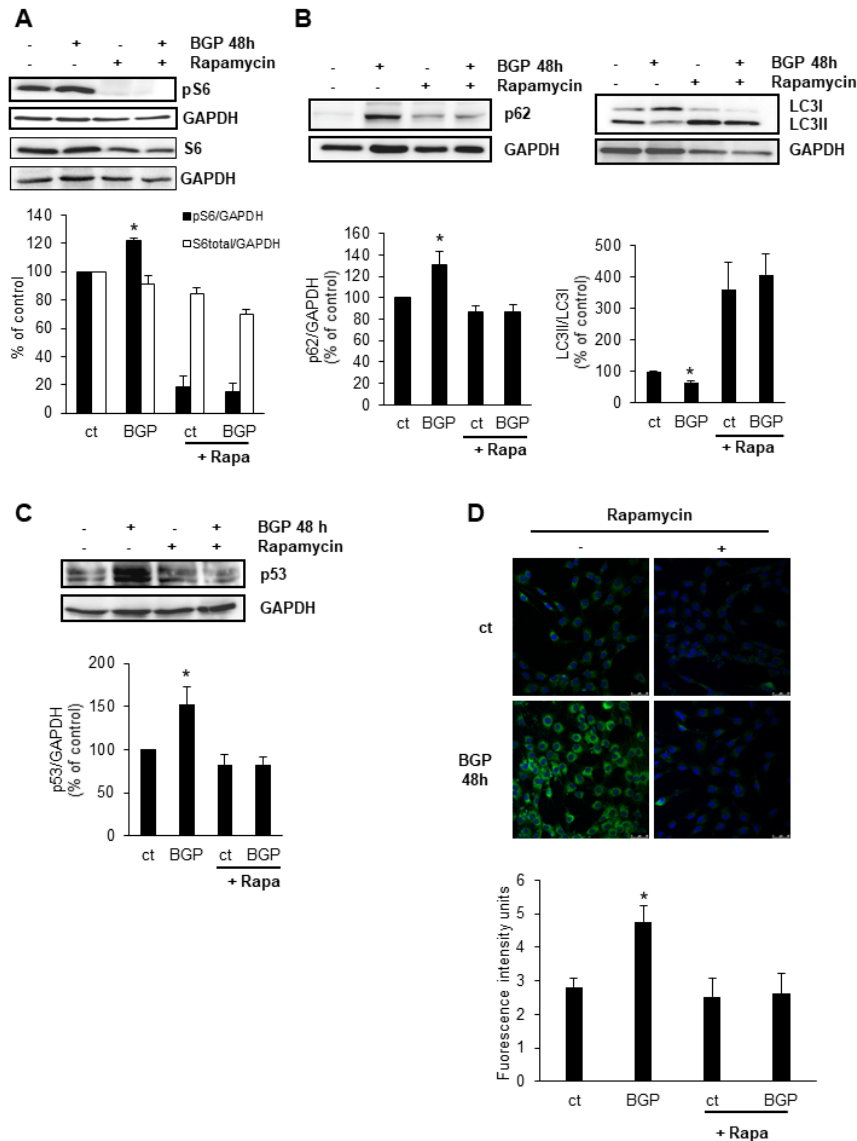 A
- + - + BGP 48h
- - + + Rapamycin
pS6
GAPDH
S6
GAPDH
140
120
100
80
60
40
20
0
% of control
*
pS6/GAPDH
S6total/GAPDH
ct BGP ct BGP
+ Rapa
B
- + - + BGP 48h
- - + + Rapamycin
p62
GAPDH
160
140
120
100
80
60
40
20
0
p62/GAPDH
(% of control)
*
ct BGP ct BGP
+ Rapa
- + - + BGP 48h
- - + + Rapamycin
LC3I
LC3II
GAPDH
500
400
300
200
100
0
LC3II/LC3I
(% of control)
*
ct BGP ct BGP
+ Rapa
C
- + - + BGP 48 h
- - + + Rapamycin
p53
GAPDH
200
150
100
50
0
p53/GAPDH
(% of control)
*
ct BGP ct BGP
+ Rapa
D
Rapamycin
- +
ct
BGP
48h
6
5
4
3
2
1
0
Fuorescence intensity units
*
ct BGP ct BGP
+ Rapa